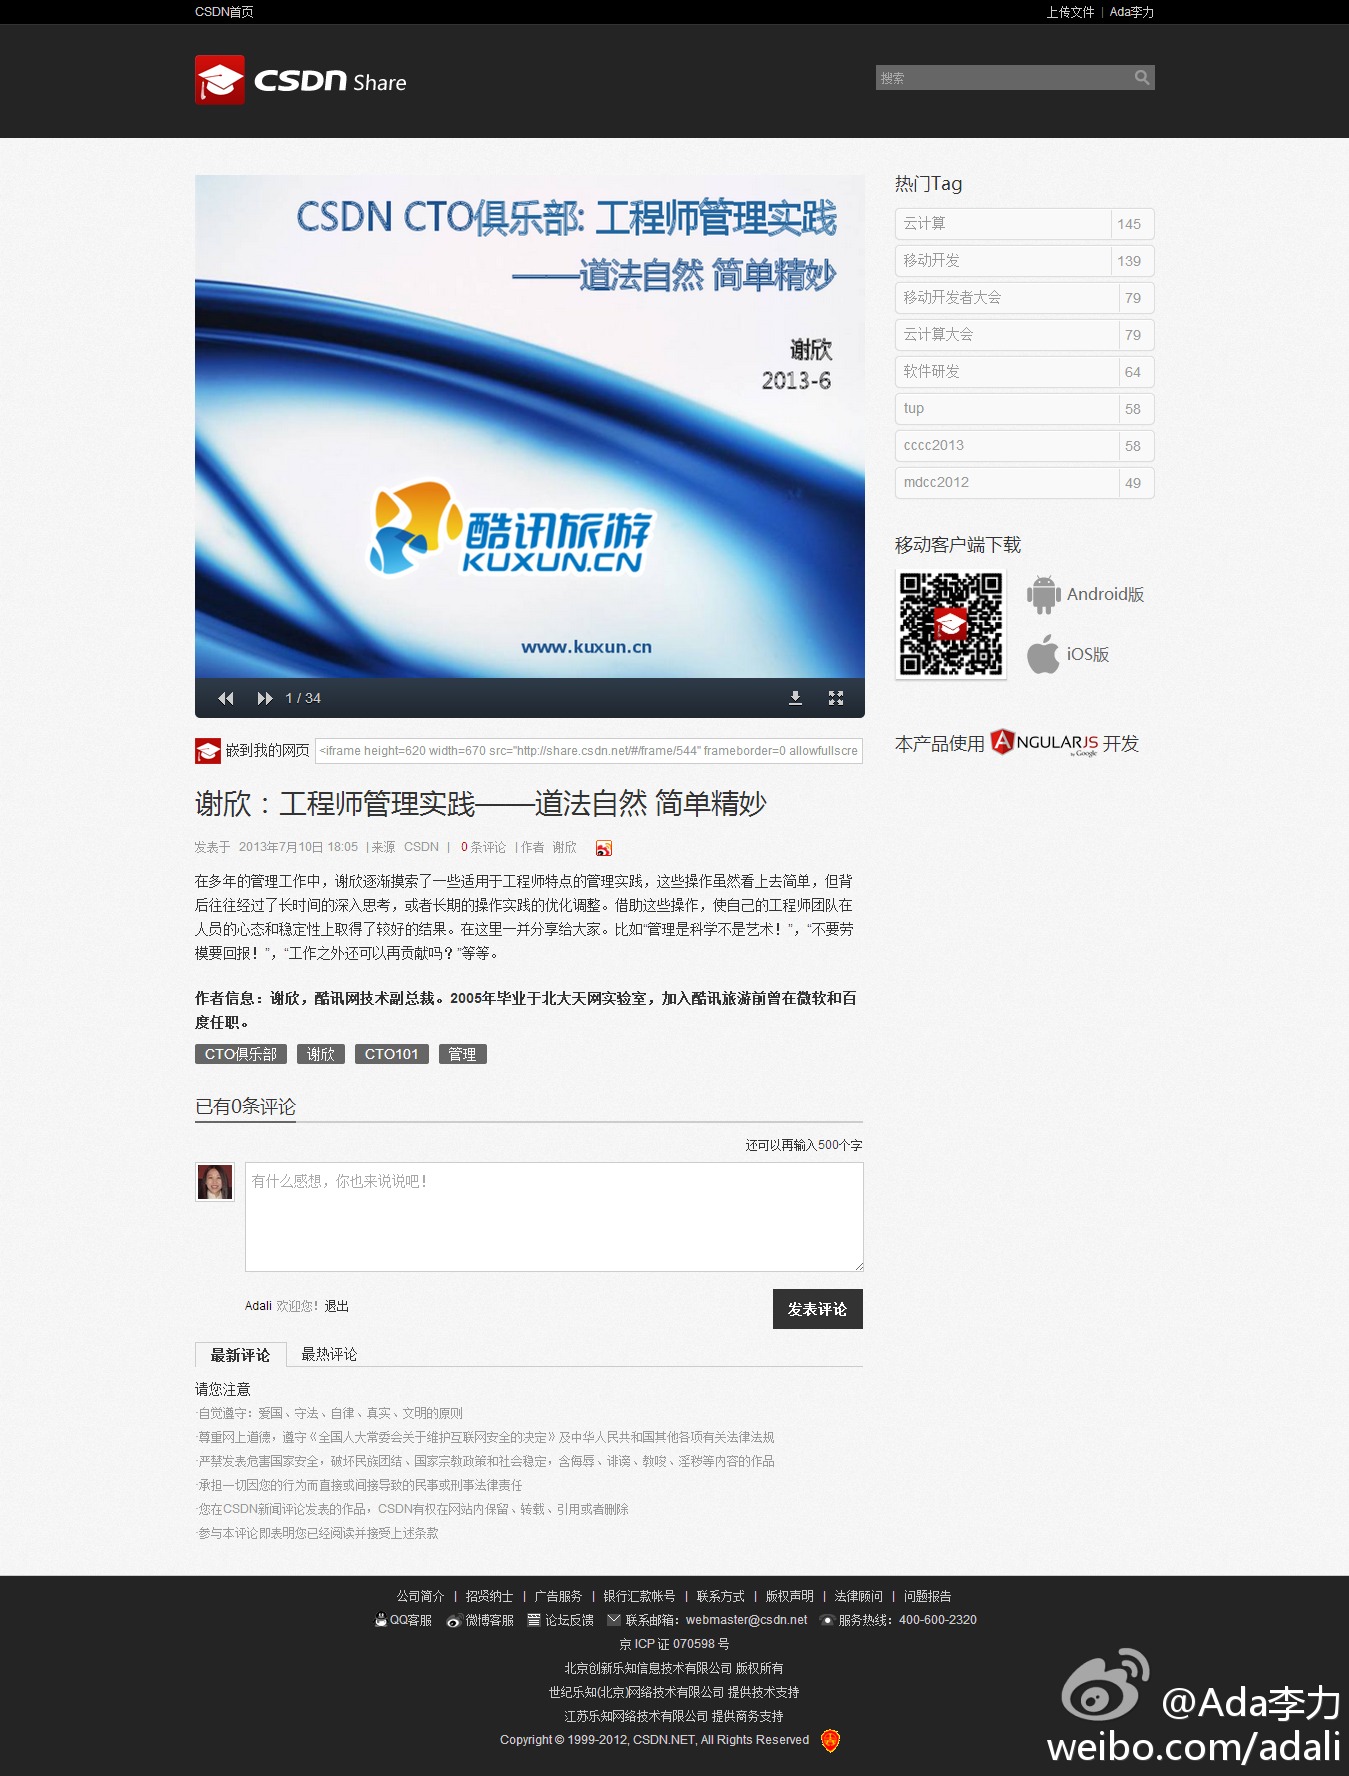 CSDN首页
上传文件 | Ada李力
CSDN Share
搜索
CSDN CTO俱乐部: 工程师管理实践
——道法自然 简单精妙
谢欣
2013-6
酷讯旅游
KUXUN.CN
www.kuxun.cn
1 / 34
嵌到我的网页 <iframe height=620 width=670 src="http://share.csdn.net/#/frame/544" frameborder=0 allowfullscre
谢欣：工程师管理实践——道法自然 简单精妙
发表于 2013年7月10日 18:05 | 来源 CSDN | 0 条评论 | 作者 谢欣
在多年的管理工作中，谢欣逐渐摸索了一些适用于工程师特点的管理实践，这些操作虽然看上去简单，但背
后往往经过了长时间的深入思考，或者长期的操作实践的优化调整。借助这些操作，使自己的工程师团队在
人员的心态和稳定性上取得了较好的结果。在这里一并分享给大家。比如“管理是科学不是艺术！”，“不要劳
模要回报！”，“工作之外还可以再贡献吗？”等等。
作者信息：谢欣，酷讯网技术副总裁。2005年毕业于北大天网实验室，加入酷讯旅游前曾在微软和百
度任职。
CTO俱乐部 谢欣 CTO101 管理
已有0条评论
还可以再输入500个字
有什么感想，你也来说说吧！
Adali 欢迎您！退出
发表评论
最新评论 最热评论
请您注意
·自觉遵守：爱国、守法、自律、真实、文明的原则
·尊重网上道德，遵守《全国人大常委会关于维护互联网安全的决定》及中华人民共和国其他各项有关法律法规
·严禁发表危害国家安全，破坏民族团结、国家宗教政策和社会稳定，含侮辱、诽谤、教唆、淫秽等内容的作品
·承担一切因您的行为而直接或间接导致的民事或刑事法律责任
·您在CSDN新闻评论发表的作品，CSDN有权在网站内保留、转载、引用或者删除
·参与本评论即表明您已经阅读并接受上述条款
热门Tag
云计算 145
移动开发 139
移动开发者大会 79
云计算大会 79
软件研发 64
tup 58
cccc2013 58
mdcc2012 49
移动客户端下载
Android版
iOS版
本产品使用 ANGULARJS by Google 开发
公司简介 | 招贤纳士 | 广告服务 | 银行汇款帐号 | 联系方式 | 版权声明 | 法律顾问 | 问题报告
QQ客服 微博客服 论坛反馈 联系邮箱：webmaster@csdn.net 服务热线：400-600-2320
京 ICP 证 070598 号
北京创新乐知信息技术有限公司 版权所有
世纪乐知(北京)网络技术有限公司 提供技术支持
江苏乐知网络技术有限公司 提供商务支持
Copyright © 1999-2012, CSDN.NET, All Rights Reserved
@Ada李力
weibo.com/adali